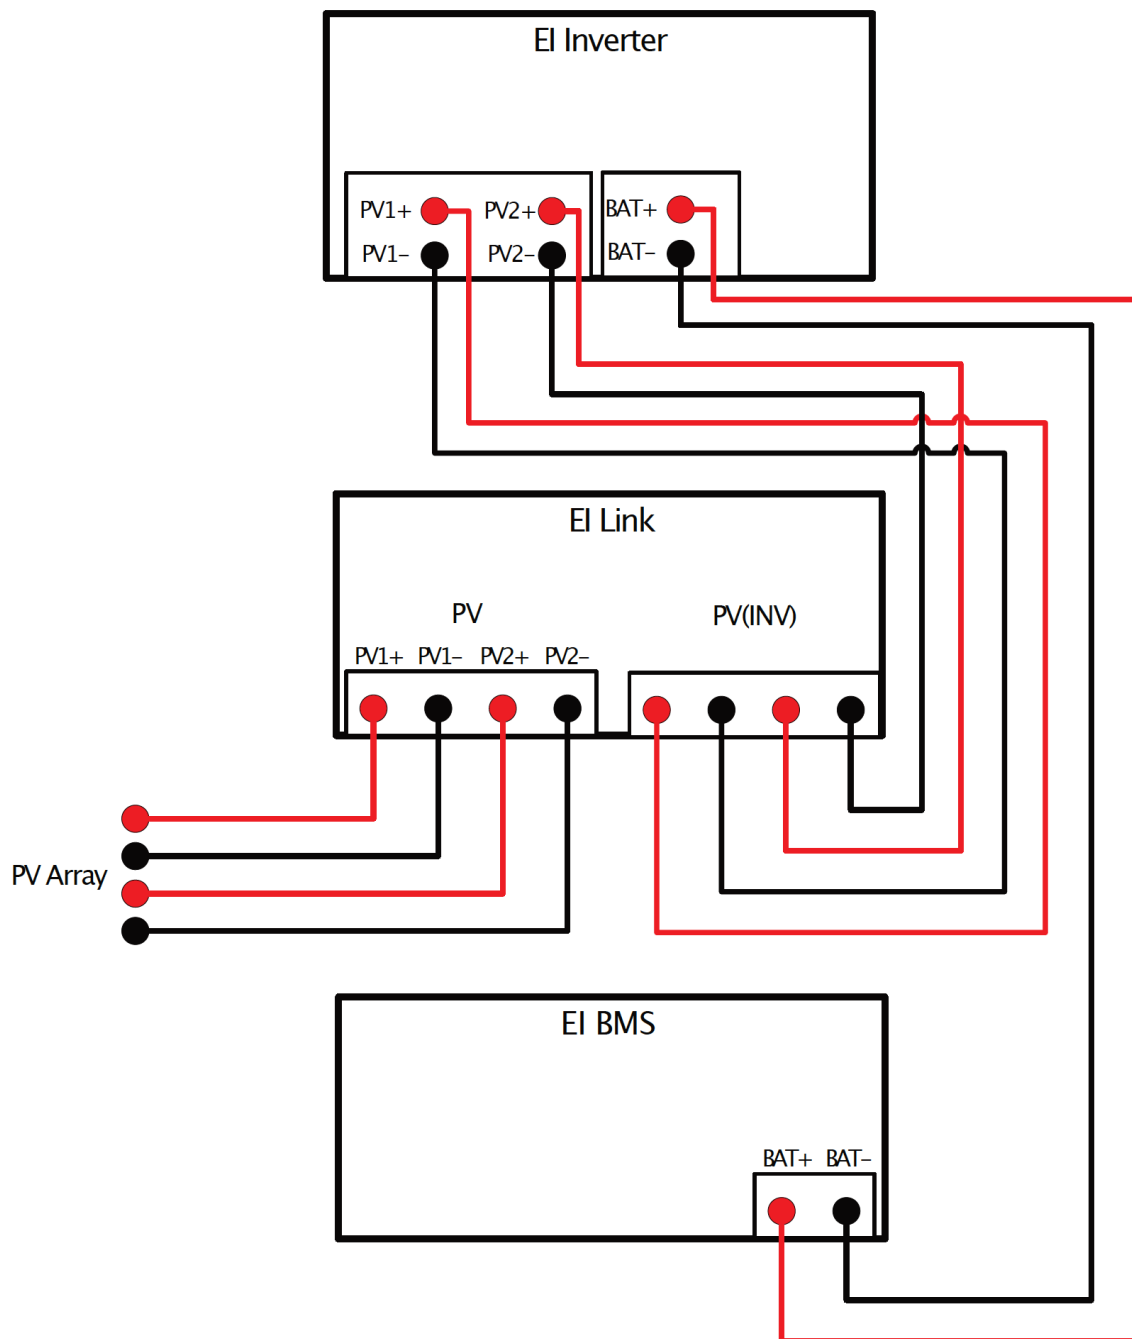 EI Inverter
PV1+ PV2+ BAT+
PV1- PV2- BAT-
EI Link
PV PV(INV)
PV1+ PV1- PV2+ PV2-
PV Array
EI BMS
BAT+ BAT-